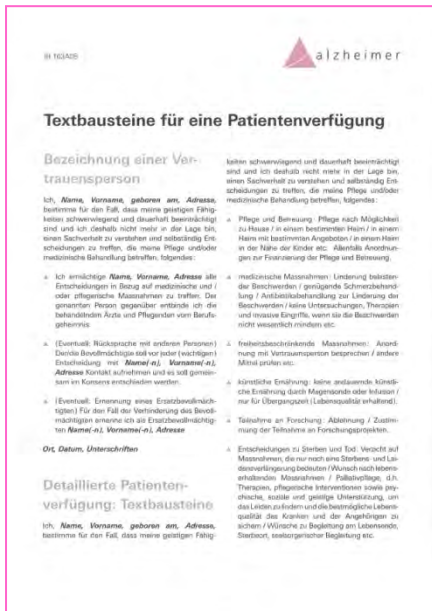 IH 163A05
alzheimer
Textbausteine für eine Patientenverfügung
Bezeichnung einer Ver-
trauensperson
Ich, Name, Vorname, geboren am, Adresse,
bestimme für den Fall, dass meine geistigen Fähig-
keiten schwerwiegend und dauerhaft beeinträchtigt
sind und ich deshalb nicht mehr in der Lage bin,
einen Sachverhalt zu verstehen und selbständig Ent-
scheidungen zu treffen, die meine Pflege und/oder
medizinische Behandlung betreffen, folgendes:
Ich ermächtige Name, Vorname, Adresse alle
Entscheidungen in Bezug auf medizinische und /
oder pflegerische Massnahmen zu treffen. Der
genannten Person gegenüber entbinde ich die
behandelnden Ärzte und Pflegenden vom Berufs-
geheimnis.
(Eventuell: Rücksprache mit anderen Personen)
Der/die Bevollmächtigte soll vor jeder (wichtigen)
Entscheidung mit Name(-n), Vorname(-n),
Adresse Kontakt aufnehmen und es soll gemein-
sam im Konsens entschieden werden.
(Eventuell: Ernennung eines Ersatzbevollmäch-
tigten) Für den Fall der Verhinderung des Bevoll-
mächtigten ernenne ich als Ersatzbevollmächtig-
ten Name(-n), Vorname(-n), Adresse
Ort, Datum, Unterschriften
Detaillierte Patienten-
verfügung: Textbausteine
Ich, Name, Vorname, geboren am, Adresse,
bestimme für den Fall, dass meine geistigen Fähig-
keiten schwerwiegend und dauerhaft beeinträchtigt
sind und ich deshalb nicht mehr in der Lage bin,
einen Sachverhalt zu verstehen und selbständig Ent-
scheidungen zu treffen, die meine Pflege und/oder
medizinische Behandlung betreffen, folgendes:
Pflege und Betreuung: Pflege nach Möglichkeit
zu Hause / in einem bestimmten Heim / in einem
Heim mit bestimmten Angeboten / in einem Heim
in der Nähe der Kinder etc. Allenfalls Anordnun-
gen zur Finanzierung der Pflege und Betreuung.
medizinische Massnahmen: Linderung belasten-
der Beschwerden / genügende Schmerzbehand-
lung / Antibiotikabehandlung zur Linderung der
Beschwerden / keine Untersuchungen, Therapien
und invasive Eingriffe, wenn sie die Beschwerden
nicht wesentlich mindern etc.
freiheitsbeschränkende Massnahmen: Anord-
nung mit Vertrauensperson besprechen / andere
Mittel prüfen etc.
künstliche Ernährung: keine andauernde künstli-
che Ernährung durch Magensonde oder Infusion /
nur für Übergangszeit (Lebensqualität erhaltend).
Teilnahme an Forschung: Ablehnung / Zustim-
mung der Teilnahme an Forschungsprojekten.
Entscheidungen zu Sterben und Tod: Verzicht auf
Massnahmen, die nur noch eine Sterbens- und Lei-
densverlängerung bedeuten / Wunsch nach lebens-
erhaltenden Massnahmen / Palliativpflege, d.h.
Therapien, pflegerische Interventionen sowie psy-
chische, soziale und geistige Unterstützung, um
das Leiden zu lindern und die bestmögliche Lebens-
qualität des Kranken und der Angehörigen zu
sichern / Wünsche zu Begleitung am Lebensende,
Sterbeort, seelsorgerischer Begleitung etc.